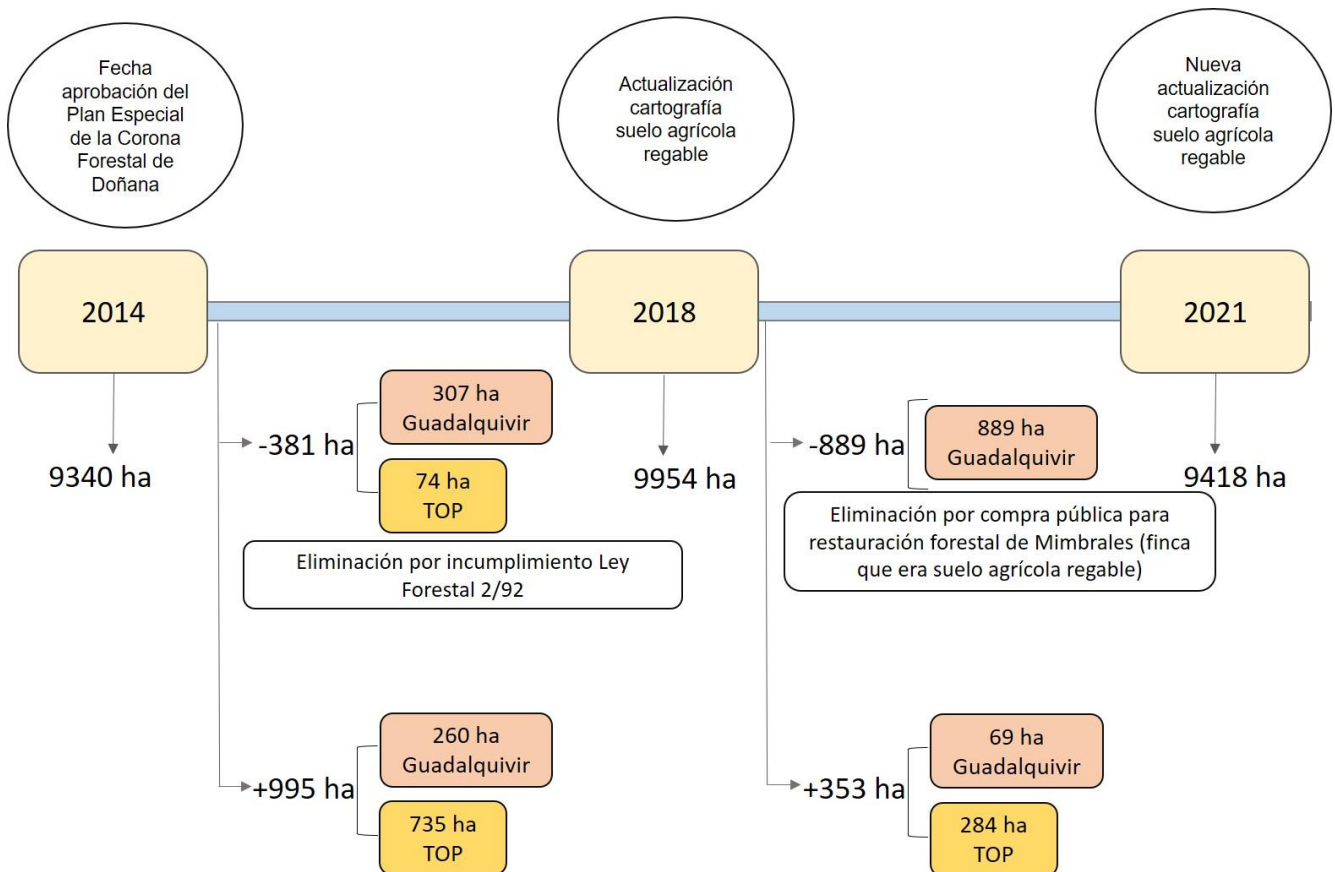 Fecha
aprobación del
Plan Especial
de la Corona
Forestal de
Doñana
Actualización
cartografía
suelo agrícola
regable
Nueva
actualización
cartografía
suelo agrícola
regable
2014
2018
2021
9340 ha
-381 ha
307 ha
Guadalquivir
74 ha
TOP
Eliminación por incumplimiento Ley
Forestal 2/92
+995 ha
260 ha
Guadalquivir
735 ha
TOP
9954 ha
-889 ha
889 ha
Guadalquivir
Eliminación por compra pública para
restauración forestal de Mimbrales (finca
que era suelo agrícola regable)
+353 ha
69 ha
Guadalquivir
284 ha
TOP
9418 ha